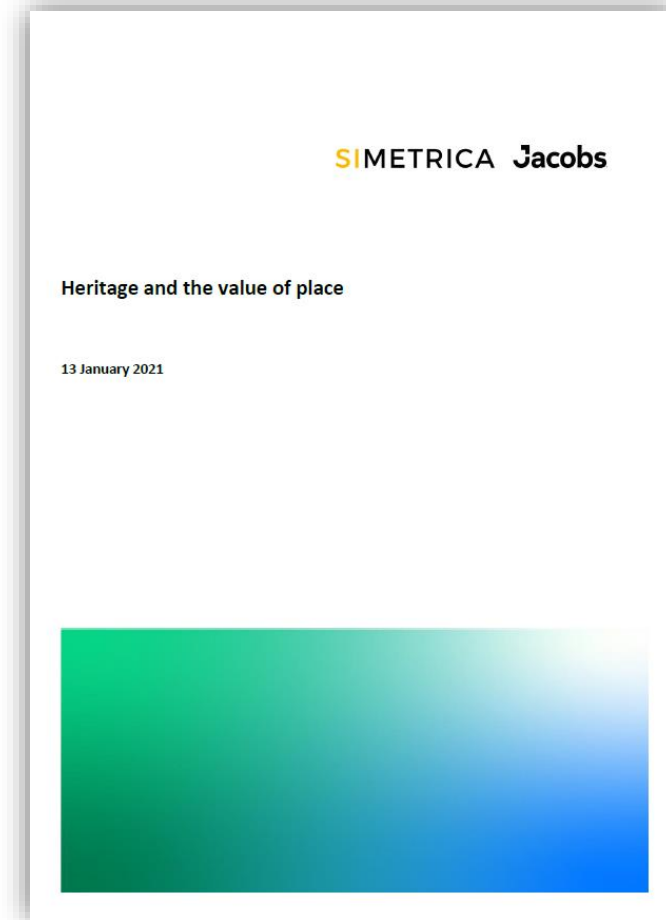 SIMETRICA Jacobs
Heritage and the value of place
13 January 2021